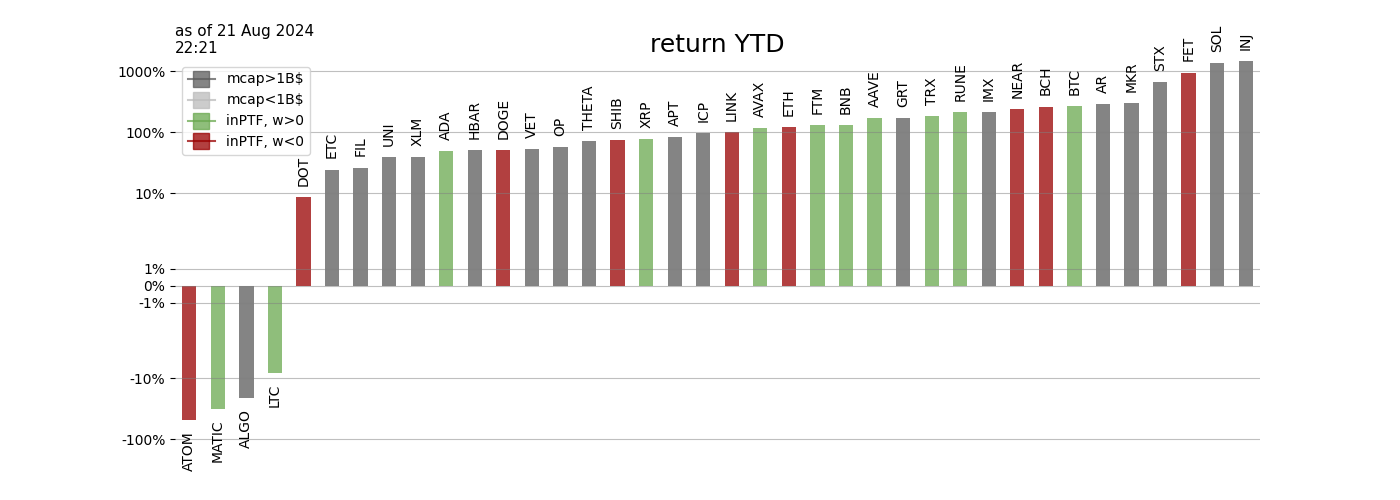 as of 21 Aug 2024
22:21
return YTD
mcap>1B$
mcap<1B$
inPTF, w>0
inPTF, w<0
1000%
100%
10%
1%
0%
-1%
-10%
-100%
ATOM
MATIC
ALGO
LTC
DOT
ETC
FIL
UNI
XLM
ADA
HBAR
DOGE
VET
OP
THETA
SHIB
XRP
APT
ICP
LINK
AVAX
ETH
FTM
BNB
AAVE
GRT
TRX
RUNE
IMX
NEAR
BCH
BTC
AR
MKR
STX
FET
SOL
INJ